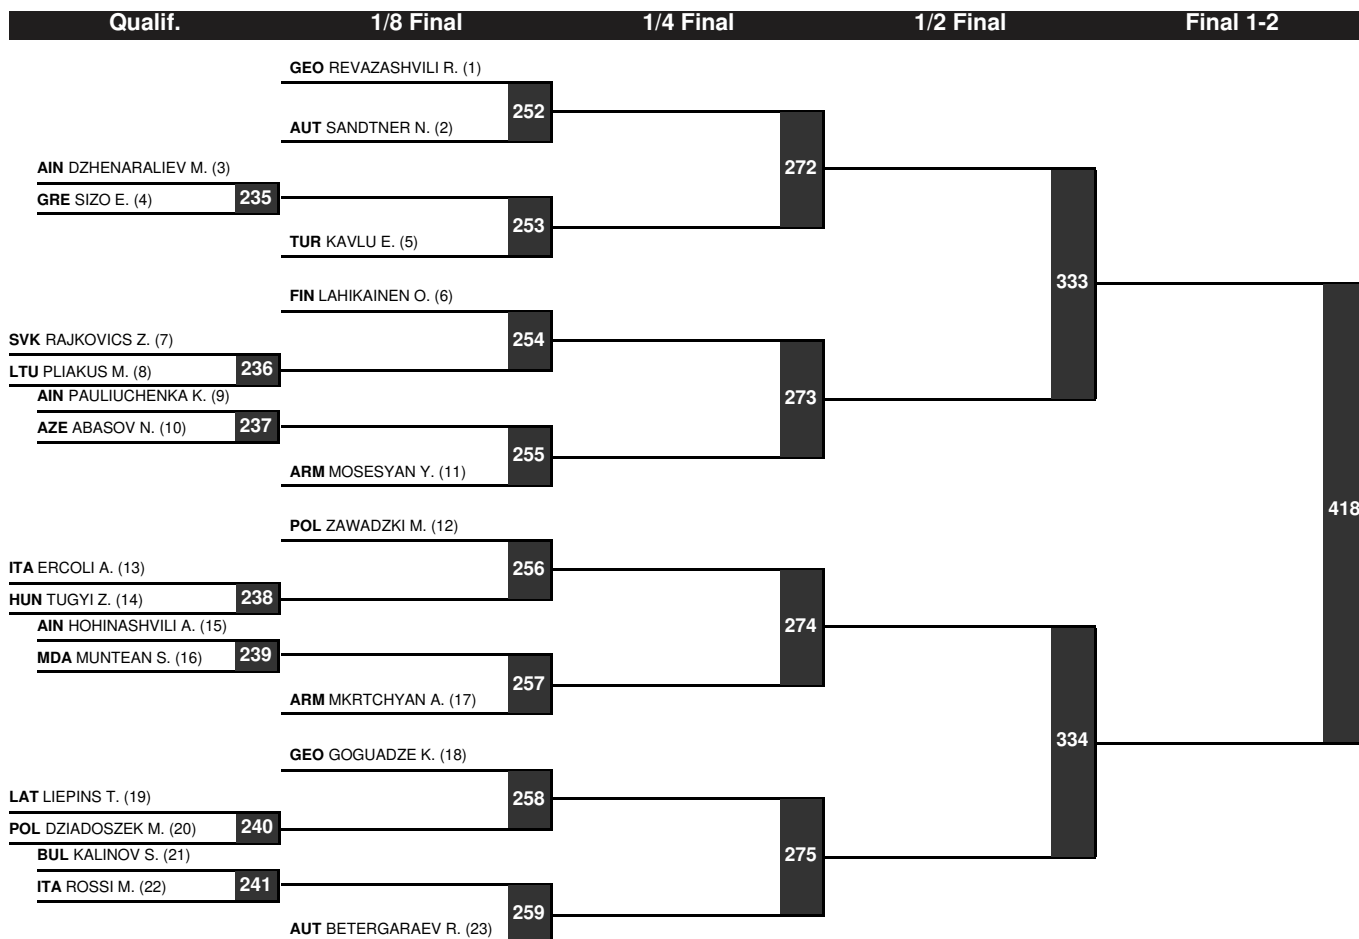 Qualif. 1/8 Final 1/4 Final 1/2 Final Final 1-2
GEO REVAZASHVILI R. (1)
252
AUT SANDTNER N. (2)
AIN DZHENARALIEV M. (3)
272
GRE SIZO E. (4) 235
253
TUR KAVLU E. (5)
333
FIN LAHIKAINEN O. (6)
SVK RAJKOVICS Z. (7)
254
LTU PLIAKUS M. (8) 236
AIN PAULIUCHENKA K. (9)
273
AZE ABASOV N. (10) 237
255
ARM MOSESYAN Y. (11)
418
POL ZAWADZKI M. (12)
ITA ERCOLI A. (13)
256
HUN TUGYI Z. (14) 238
AIN HOHINASHVILI A. (15)
274
MDA MUNTEAN S. (16) 239
257
ARM MKRTCHYAN A. (17)
334
GEO GOGUADZE K. (18)
LAT LIEPINS T. (19)
258
POL DZIADOSZEK M. (20) 240
BUL KALINOV S. (21)
275
ITA ROSSI M. (22) 241
259
AUT BETERGARAEV R. (23)